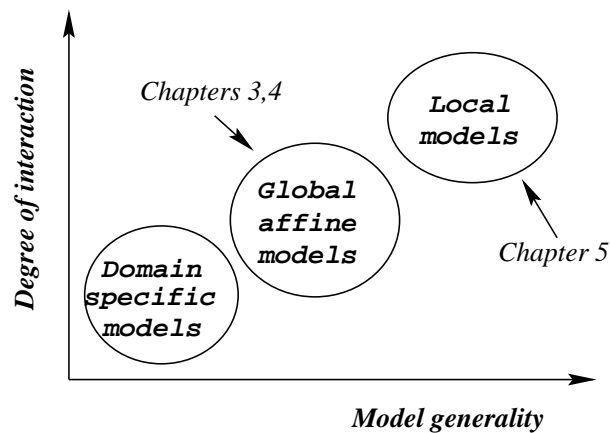 Chapters 3,4
Local
models
Global
affine
models
Chapter 5
Domain
specific
models
Degree of interaction
Model generality